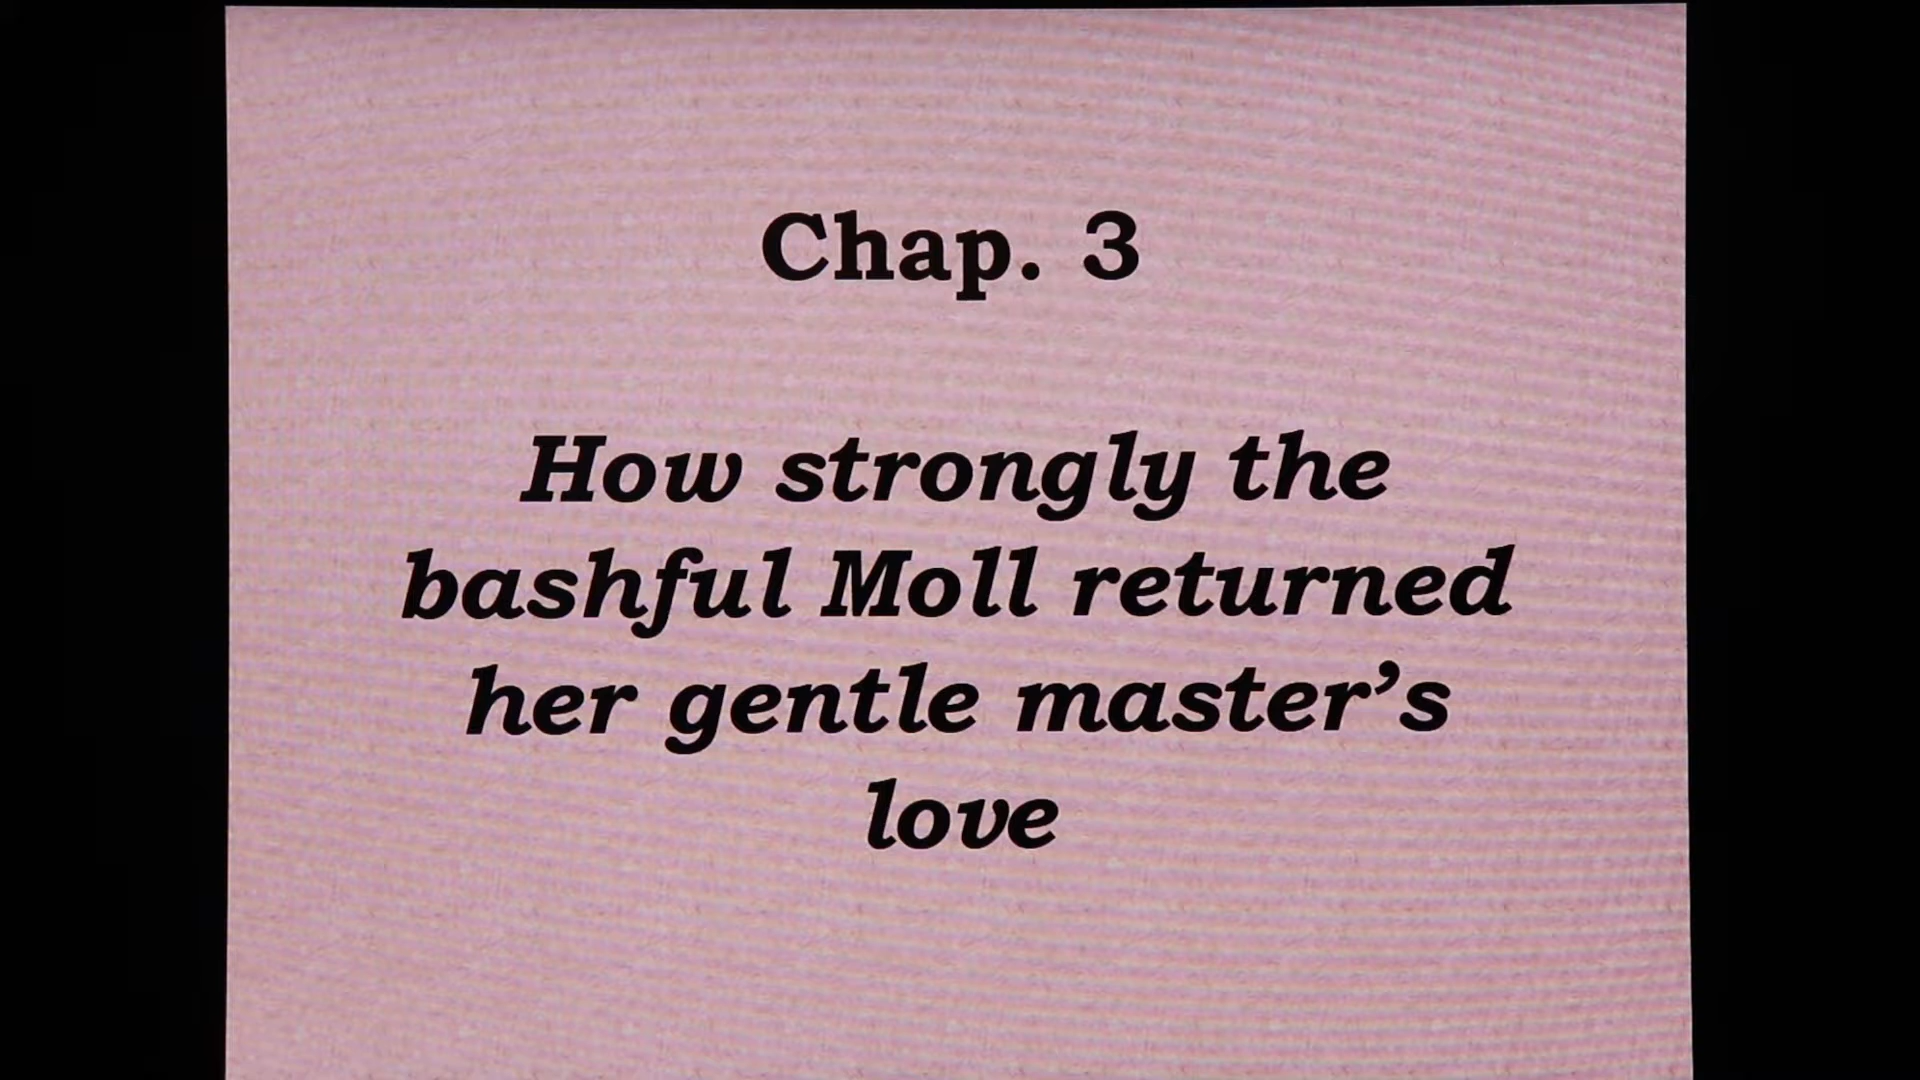 Chap. 3
How strongly the
bashful Moll returned
her gentle master’s
love